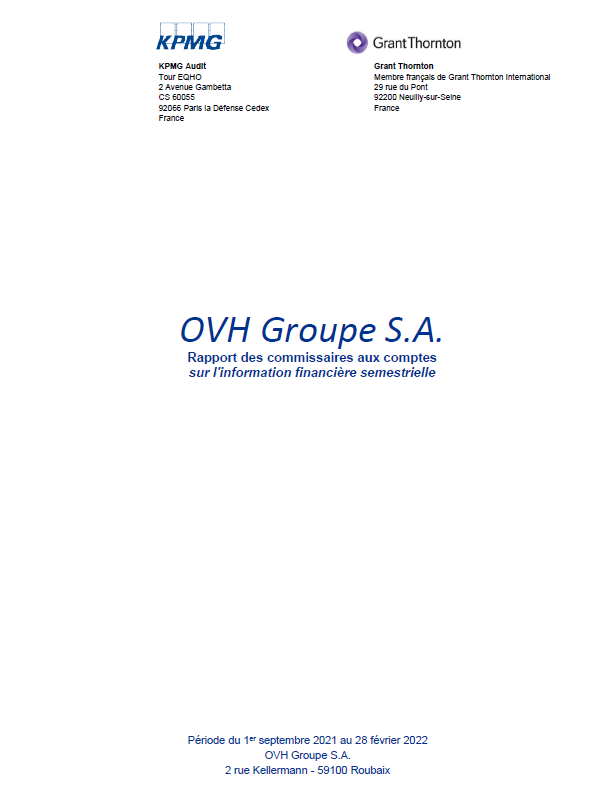 KPMG
KPMG Audit
Tour EQHO
2 Avenue Gambetta
CS 60055
92066 Paris la Défense Cedex
France
Grant Thornton
Grant Thornton
Membre français de Grant Thornton International
29 rue du Pont
92200 Neuilly-sur-Seine
France
OVH Groupe S.A.
Rapport des commissaires aux comptes
sur l'information financière semestrielle
Période du 1er septembre 2021 au 28 février 2022
OVH Groupe S.A.
2 rue Kellermann - 59100 Roubaix